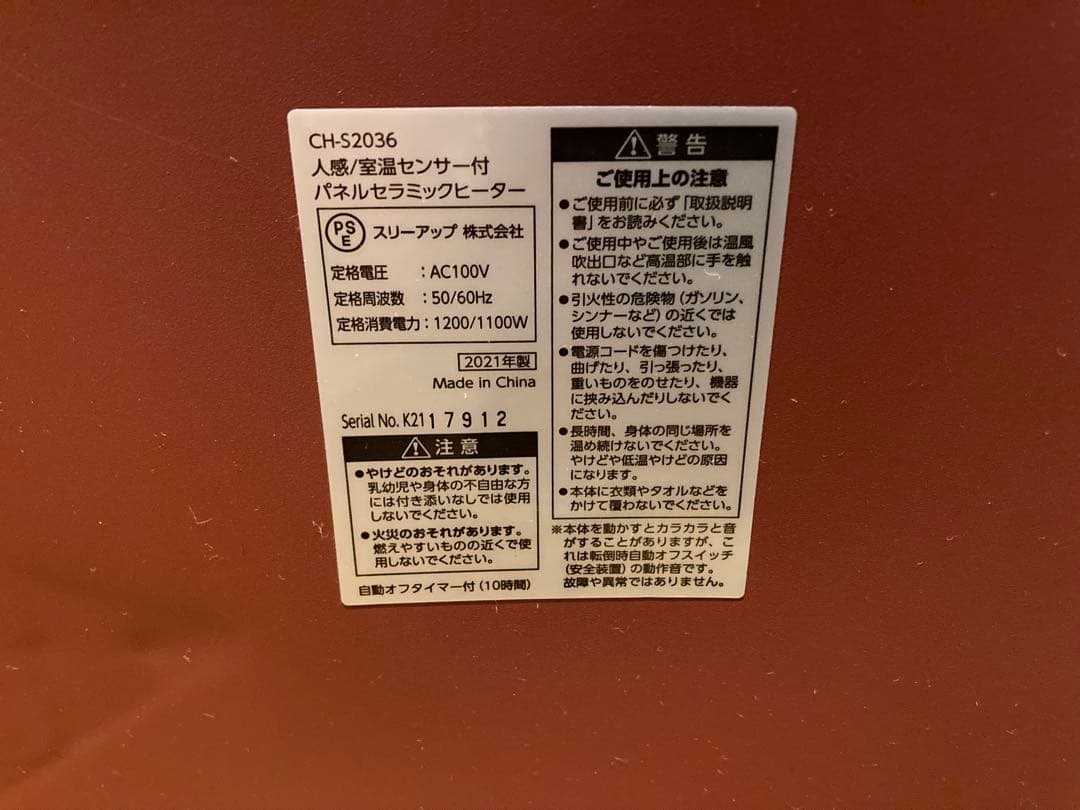 CH-S2036
人感/室温センサー付
パネルセラミックヒーター
PS
E
スリーアップ 株式会社
定格電圧 :AC100V
定格周波数 :50/60Hz
定格消費電力:1200/1100W
2021年製
Made in China
Serial No. K2117912
注意
●やけどのおそれがあります。
乳幼児や身体の不自由な方
には付き添いなしでは使用
しないでください。
●火災のおそれがあります。
燃えやすいものの近くで使
用しないでください。
自動オフタイマー付(10時間)
警告
ご使用上の注意
●ご使用前に必ず「取扱説明
書」をお読みください。
●ご使用中やご使用後は温風
吹出口など高温部に手を触
れないでください。
●引火性の危険物(ガソリン、
シンナーなど)の近くでは
使用しないでください。
●電源コードを傷つけたり、
曲げたり、引っ張ったり、
重いものをのせたり、機器
に挟み込んだりしないでく
ださい。
●長時間、身体の同じ場所を
温め続けないでください。
やけどや低温やけどの原因
になります。
●本体に衣類やタオルなどを
かけて覆わないでください。
※本体を動かすとカラカラと音
がすることがありますが、こ
れは転倒時自動オフスイッチ
(安全装置)の動作音です。
故障や異常ではありません。